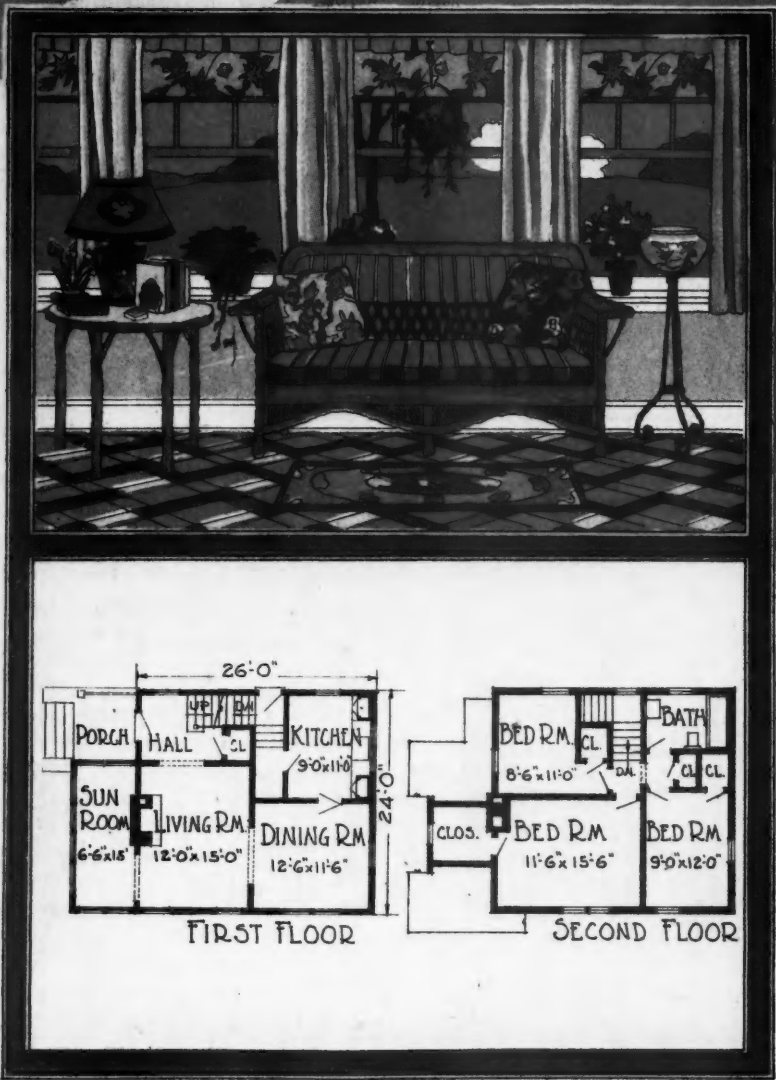 26'-0"
UP
DN
PORCH
HALL
CL
KITCHEN
9'-0"x11'-0"
24'-0"
SUN
ROOM
6'-6"x15'
LIVING RM.
12'-0"x15'-0"
DINING RM
12'-6"x11'-6"
FIRST FLOOR
BED RM.
8'-6"x11'-0"
CL.
DN.
BATH
CL
CL.
CLOS.
BED RM
11'-6"x15'-6"
BED RM
9'-0"x12'-0"
SECOND FLOOR